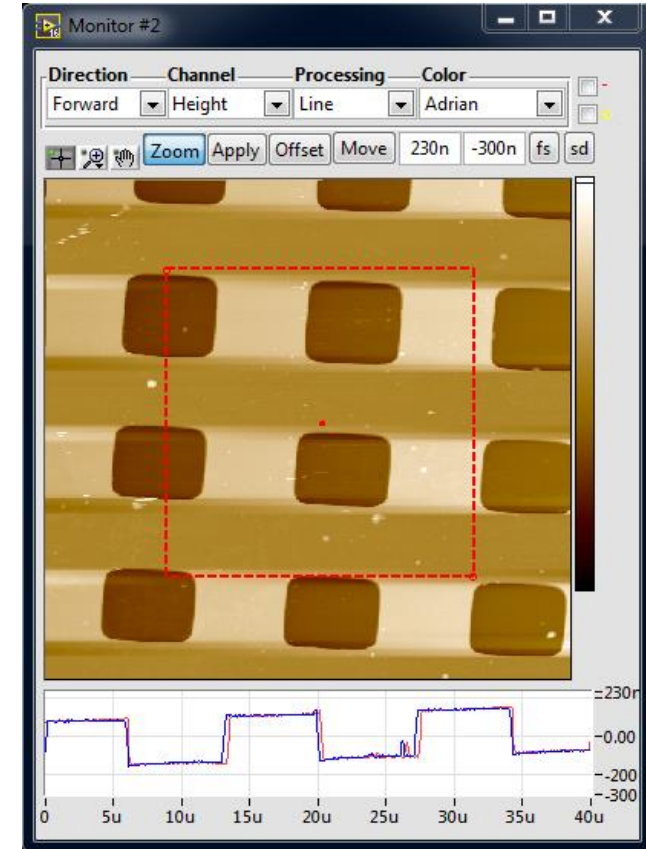 Monitor #2
Direction Channel Processing Color
Forward Height Line Adrian
Zoom Apply Offset Move 230n -300n fs sd
230n
-0.00
-200
-300
0 5u 10u 15u 20u 25u 30u 35u 40u